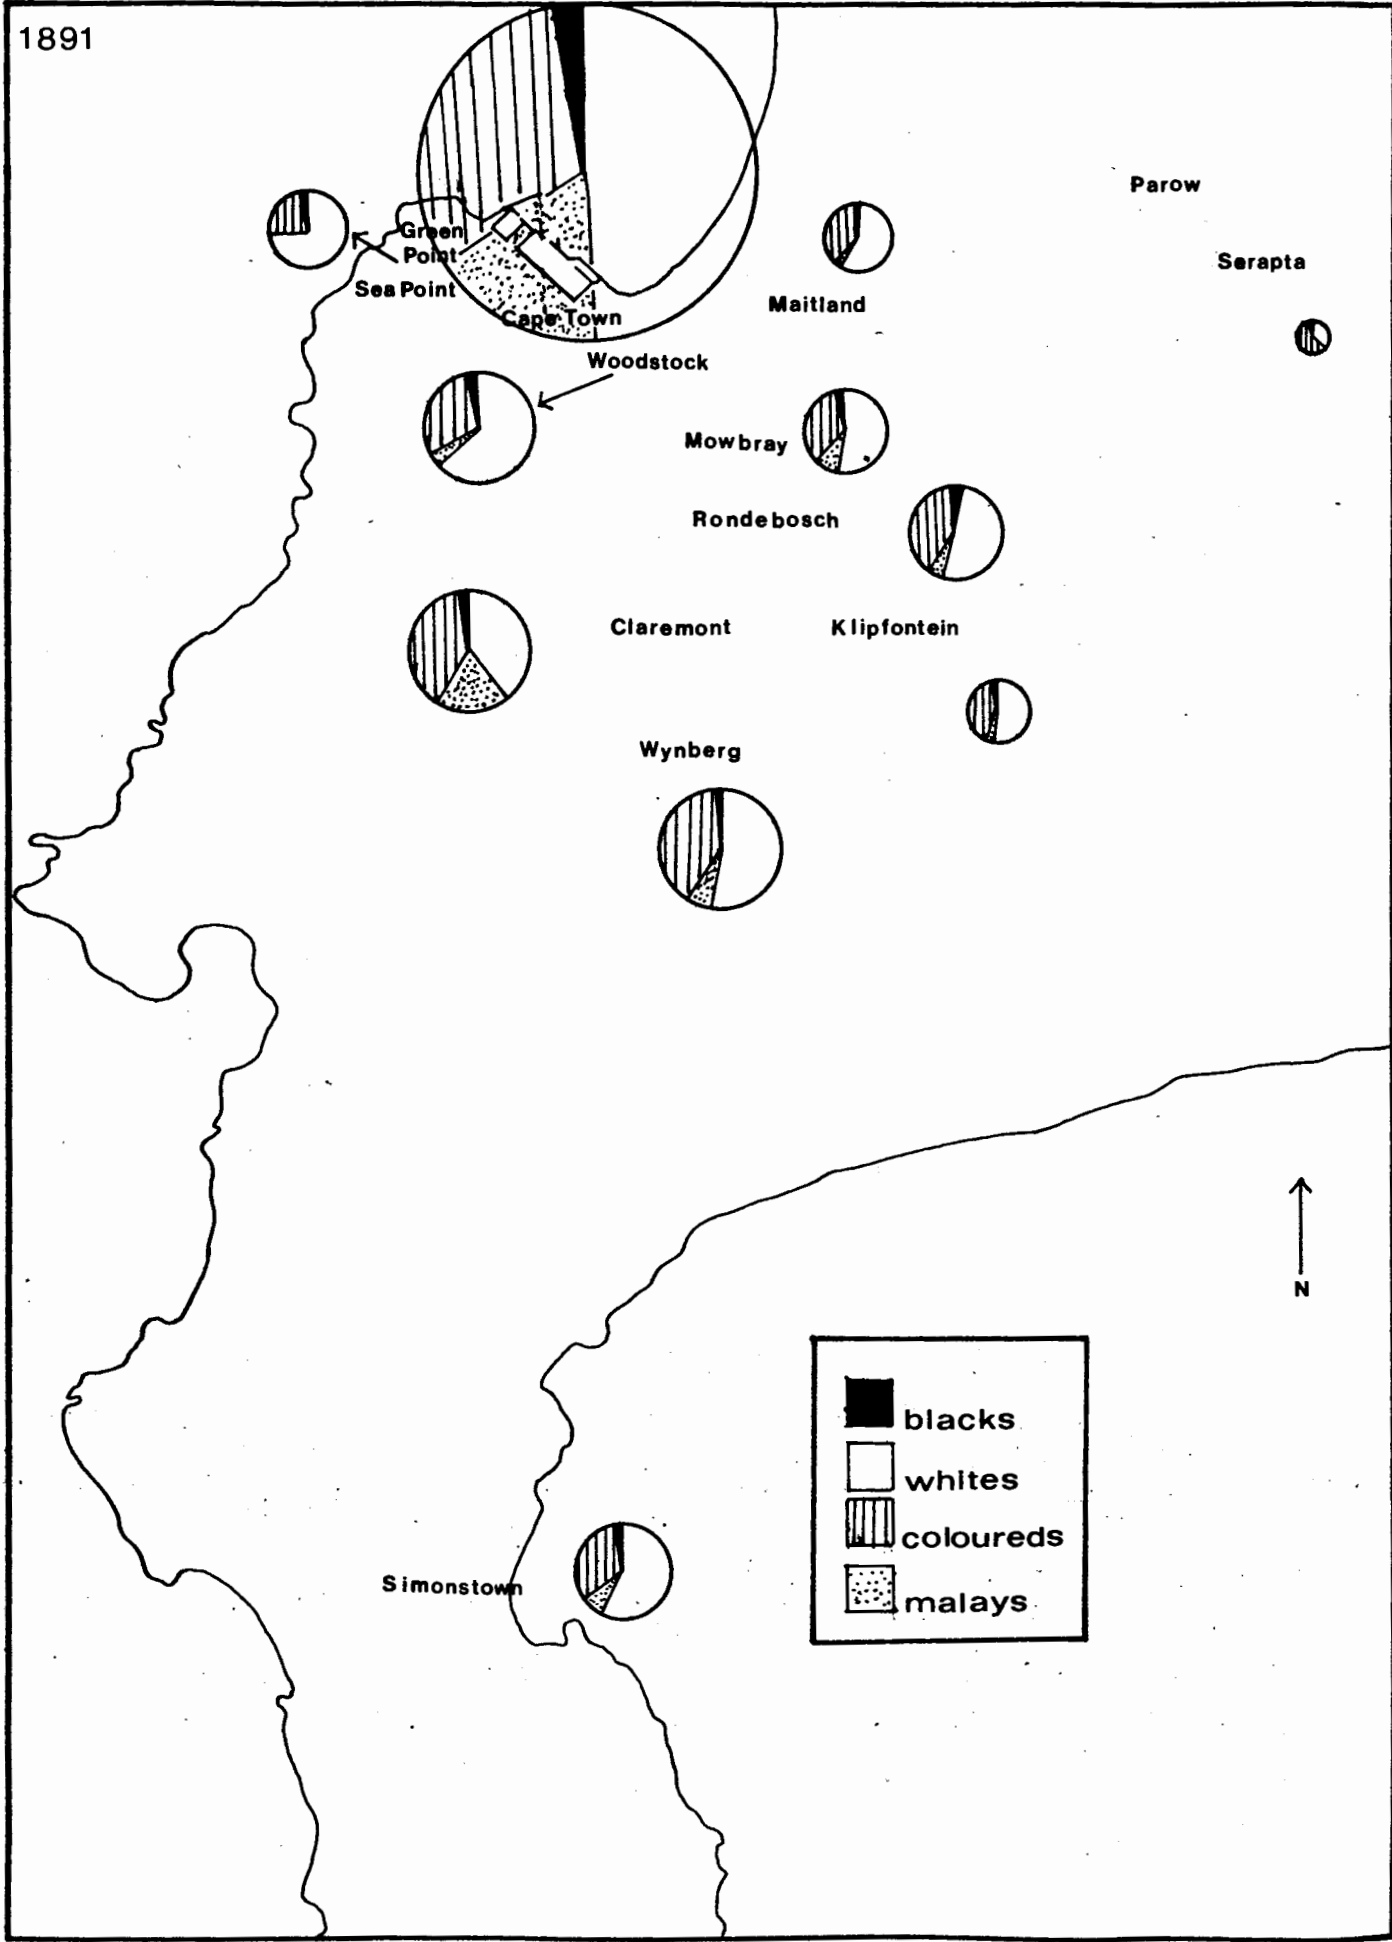 1891
Parow
Green
Point
Serapta
Sea Point
Maitland
Cape Town
Woodstock
Mowbray
Rondebosch
Claremont
Klipfontein
Wynberg
N
blacks
whites
coloureds
Simonstown
malays